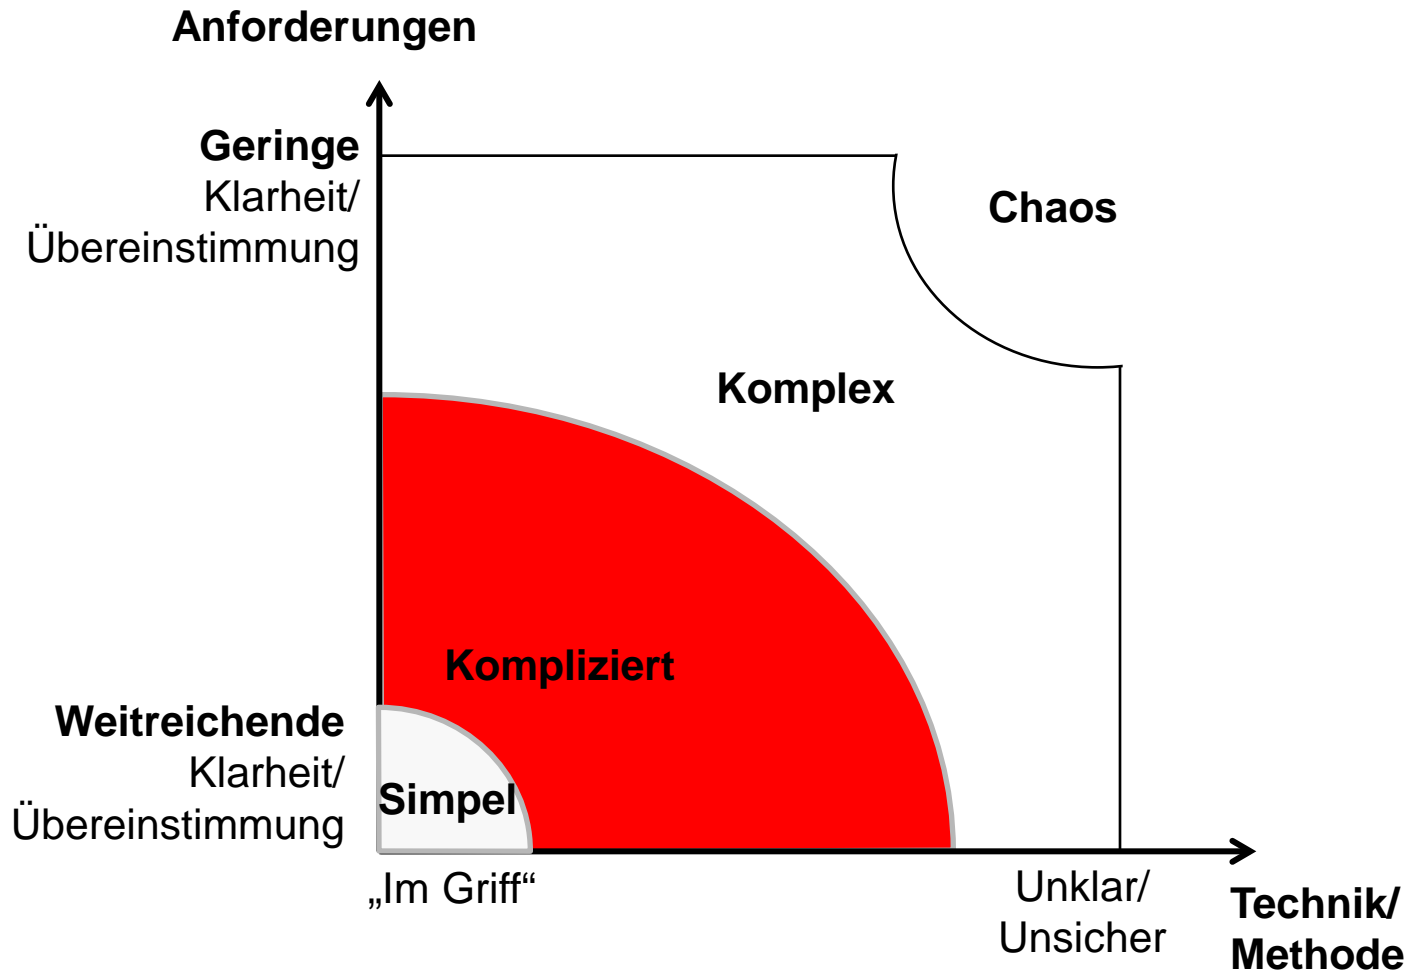 Anforderungen
Geringe
Klarheit/
Übereinstimmung
Chaos
Komplex
Kompliziert
Weitreichende
Klarheit/
Übereinstimmung
Simpel
„Im Griff“
Unklar/
Unsicher
Technik/
Methode